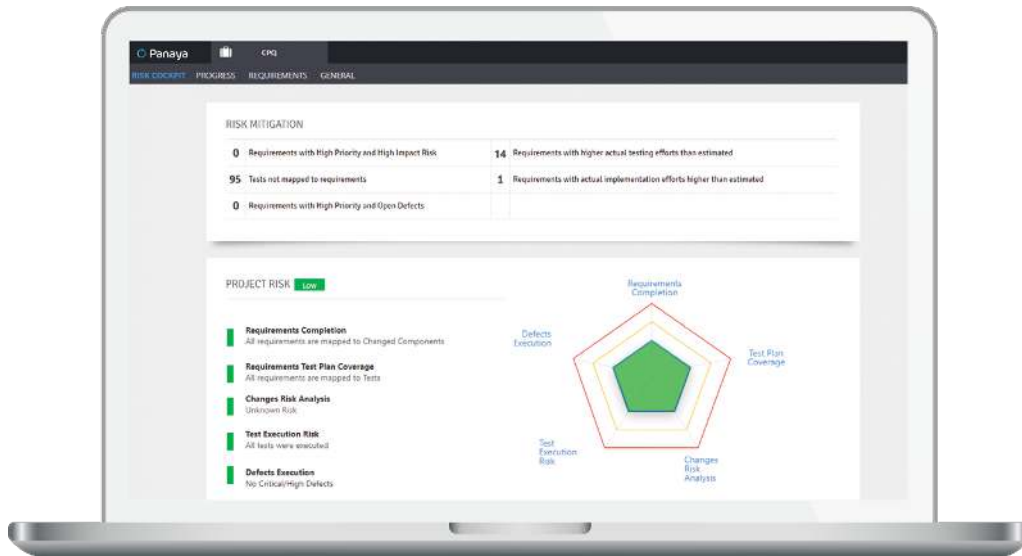 Panaya
CPQ
RISK COCKPIT PROGRESS REQUIREMENTS GENERAL
RISK MITIGATION
0 Requirements with High Priority and High Impact Risk
14 Requirements with higher actual testing efforts than estimated
95 Tests not mapped to requirements
1 Requirements with actual implementation efforts higher than estimated
0 Requirements with High Priority and Open Defects
PROJECT RISK Low
Requirements Completion
All requirements are mapped to Changed Components
Requirements Test Plan Coverage
All requirements are mapped to Tests
Changes Risk Analysis
Unknown Risk
Test Execution Risk
All tests were executed
Defects Execution
No Critical/High Defects
Requirements
Completion
Defects
Execution
Test Plan
Coverage
Test
Execution
Risk
Changes
Risk
Analysis